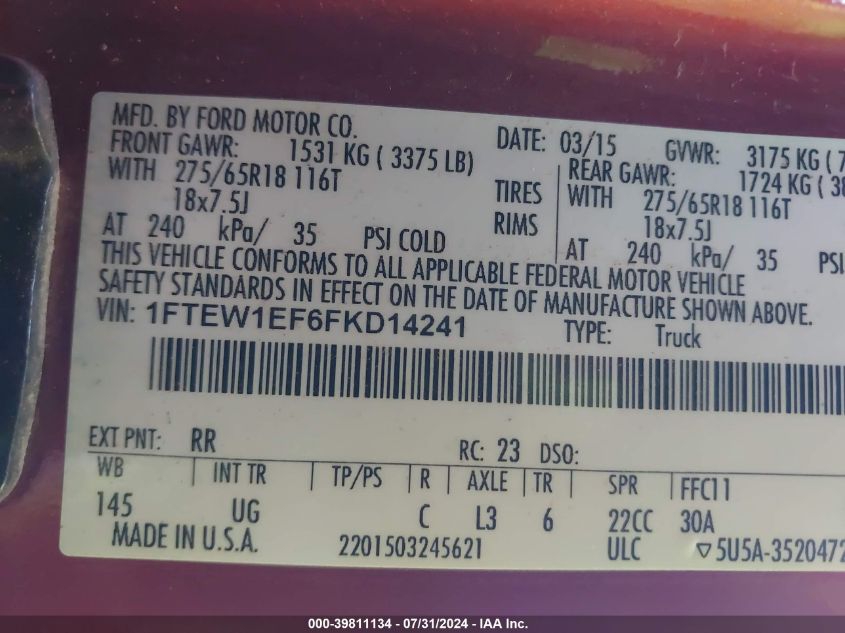 MFD. BY FORD MOTOR CO. DATE: 03/15 GVWR: 3175 KG (7
FRONT GAWR: 1531 KG ( 3375 LB) REAR GAWR: 1724 KG (38
WITH 275/65R18 116T TIRES WITH 275/65R18 116T
18x7.5J RIMS 18x7.5J
AT 240 kPa/ 35 PSI COLD AT 240 kPa/ 35 PSI
THIS VEHICLE CONFORMS TO ALL APPLICABLE FEDERAL MOTOR VEHICLE
SAFETY STANDARDS IN EFFECT ON THE DATE OF MANUFACTURE SHOWN ABOVE.
VIN: 1FTEW1EF6FKD14241 TYPE: Truck
EXT PNT: RR RC: 23 DSO:
WB INT TR TP/PS R AXLE TR SPR FFC11
145 UG C L3 6 22CC 30A
MADE IN U.S.A. 2201503245621 ULC ▽5U5A-3520472
000-39811134 - 07/31/2024 - IAA Inc.